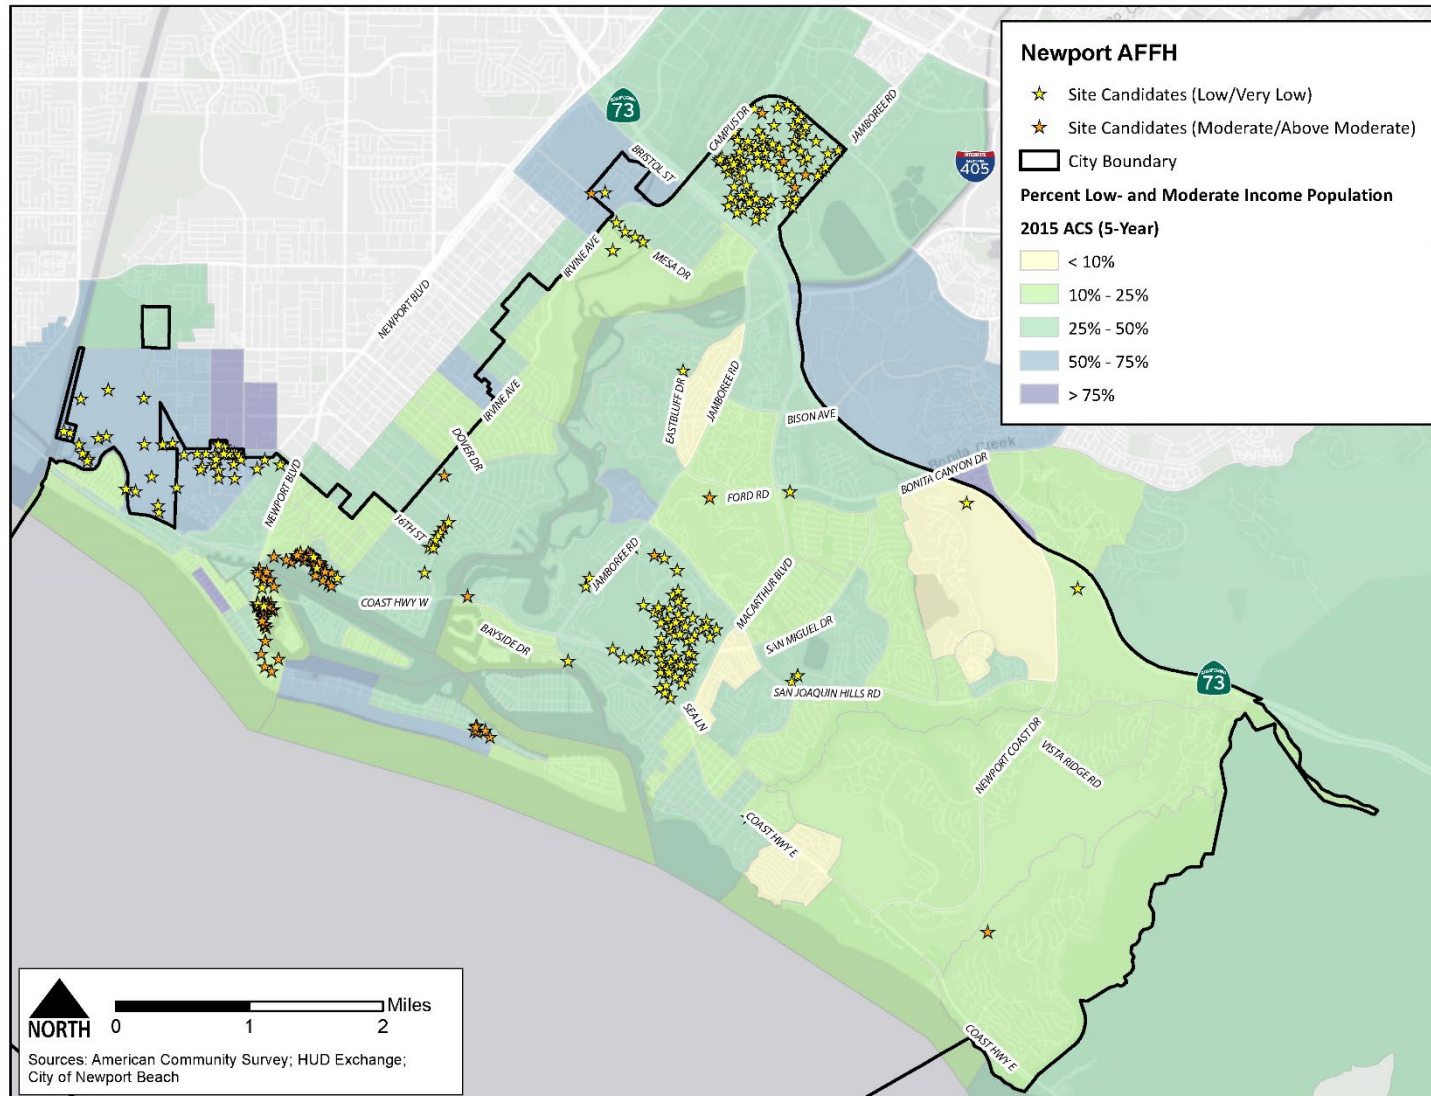 Newport AFFH
Site Candidates (Low/Very Low)
Site Candidates (Moderate/Above Moderate)
City Boundary
Percent Low- and Moderate Income Population
2015 ACS (5-Year)
< 10%
10% - 25%
25% - 50%
50% - 75%
> 75%
CALIFORNIA
73
CAMPUS DR
JAMBOREE RD
BRISTOL ST
INTERSTATE
CALIFORNIA
405
IRVINE AVE
MESA DR
NEWPORT BLVD
EASTBLUFF DR
JAMBOREE RD
IRVINE AVE
BISON AVE
DOVER DR
Bonita Creek
BONITA CANYON DR
NEWPORT BLVD
FORD RD
16TH ST
JAMBOREE RD
MACARTHUR BLVD
COAST HWY W
BAYSIDE DR
SAN MIGUEL DR
SAN JOAQUIN HILLS RD
CALIFORNIA
73
SEA LN
NEWPORT COAST DR
VISTA RIDGE RD
COAST HWY E
COAST HWY E
NORTH
0 1 2 Miles
Sources: American Community Survey; HUD Exchange;
City of Newport Beach